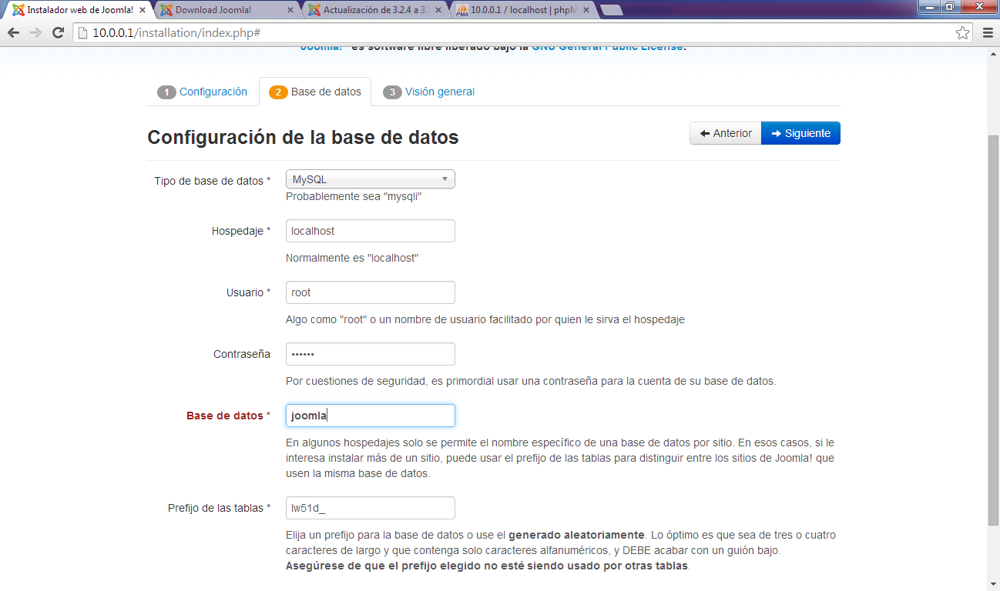 Instalador web de Joomla!
Download Joomla!
Actualización de 3.2.4 a 3.
PMA
10.0.0.1 / localhost | phpM
10.0.0.1/installation/index.php#
Joomla!® es software libre liberado bajo la GNU General Public License.
1 Configuración
2 Base de datos
3 Visión general
Configuración de la base de datos
Anterior
Siguiente
Tipo de base de datos *
MySQL
Probablemente sea "mysqli"
Hospedaje *
localhost
Normalmente es "localhost"
Usuario *
root
Algo como "root" o un nombre de usuario facilitado por quien le sirva el hospedaje
Contraseña
••••••
Por cuestiones de seguridad, es primordial usar una contraseña para la cuenta de su base de datos.
Base de datos *
joomla
En algunos hospedajes solo se permite el nombre específico de una base de datos por sitio. En esos casos, si le
interesa instalar más de un sitio, puede usar el prefijo de las tablas para distinguir entre los sitios de Joomla! que
usen la misma base de datos.
Prefijo de las tablas *
lw51d_
Elija un prefijo para la base de datos o use el generado aleatoriamente. Lo óptimo es que sea de tres o cuatro
caracteres de largo y que contenga solo caracteres alfanuméricos, y DEBE acabar con un guión bajo.
Asegúrese de que el prefijo elegido no esté siendo usado por otras tablas.